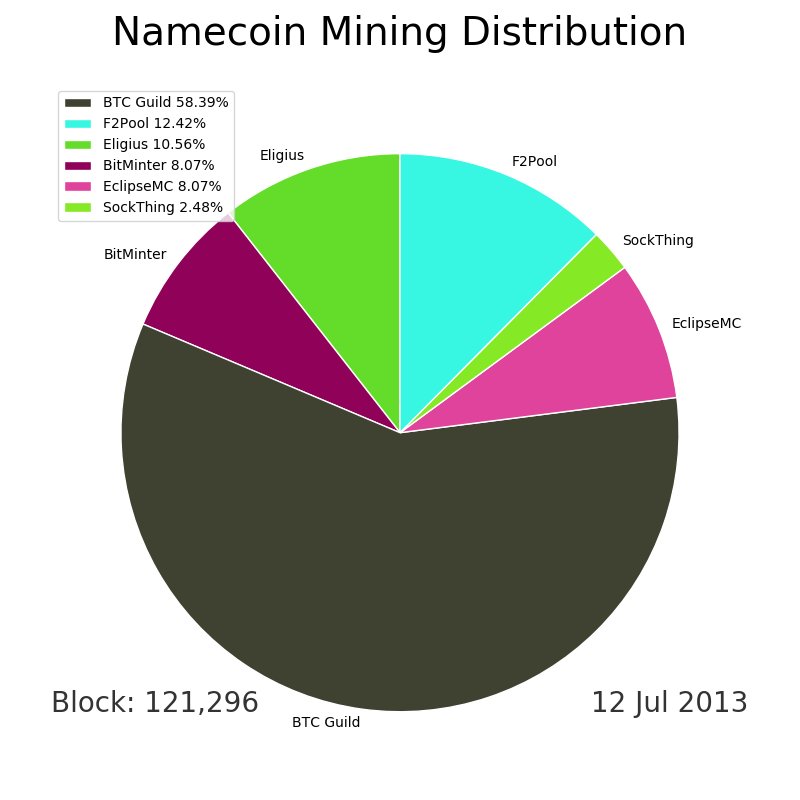 Namecoin Mining Distribution
BTC Guild 58.39%
F2Pool 12.42%
Eligius 10.56%
BitMinter 8.07%
EclipseMC 8.07%
SockThing 2.48%
Eligius
F2Pool
SockThing
BitMinter
EclipseMC
Block: 121,296
12 Jul 2013
BTC Guild